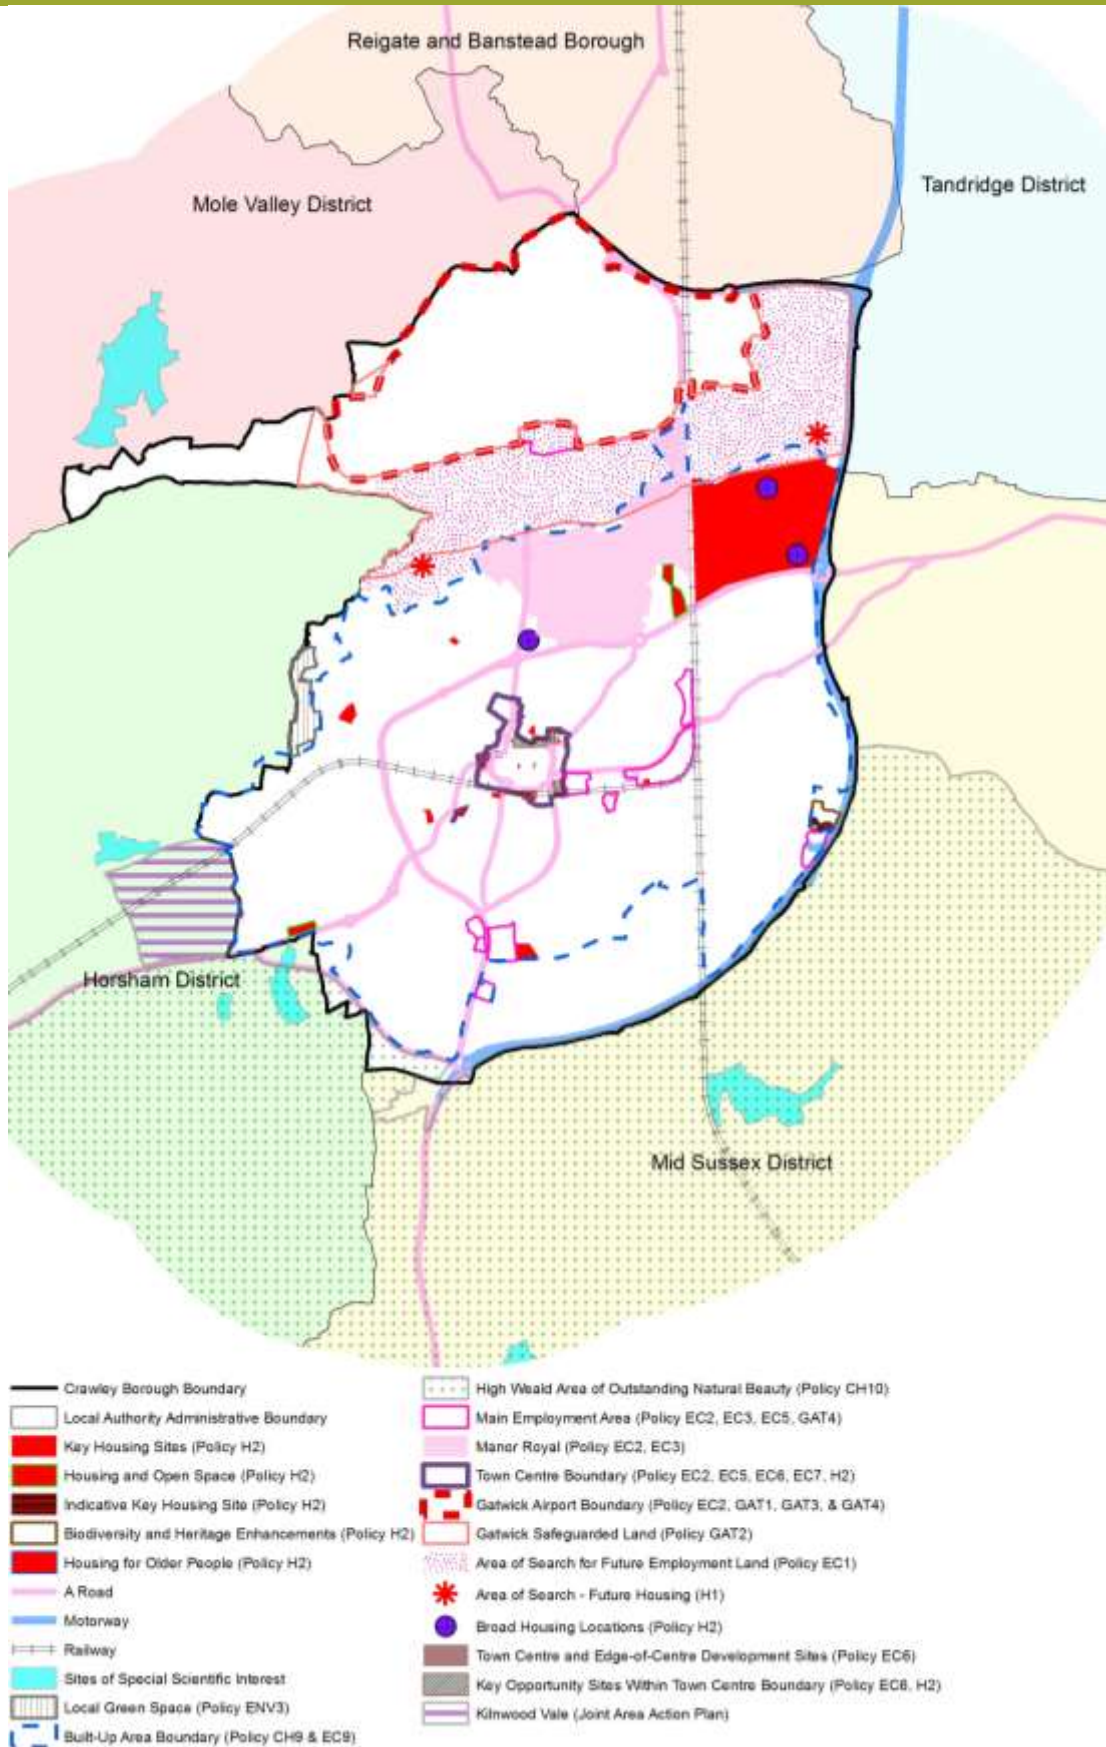 Reigate and Banstead Borough
Tandridge District
Mole Valley District
Horsham District
Mid Sussex District
Crawley Borough Boundary
Local Authority Administrative Boundary
Key Housing Sites (Policy H2)
Housing and Open Space (Policy H2)
Indicative Key Housing Site (Policy H2)
Biodiversity and Heritage Enhancements (Policy H2)
Housing for Older People (Policy H2)
A Road
Motorway
Railway
Sites of Special Scientific Interest
Local Green Space (Policy ENV3)
Built-Up Area Boundary (Policy CH9 & EC9)
High Weald Area of Outstanding Natural Beauty (Policy CH10)
Main Employment Area (Policy EC2, EC3, EC5, GAT4)
Manor Royal (Policy EC2, EC3)
Town Centre Boundary (Policy EC2, EC5, EC6, EC7, H2)
Gatwick Airport Boundary (Policy EC2, GAT1, GAT3, & GAT4)
Gatwick Safeguarded Land (Policy GAT2)
Area of Search for Future Employment Land (Policy EC1)
Area of Search - Future Housing (H1)
Broad Housing Locations (Policy H2)
Town Centre and Edge-of-Centre Development Sites (Policy EC6)
Key Opportunity Sites Within Town Centre Boundary (Policy EC6, H2)
Kilnwood Vale (Joint Area Action Plan)